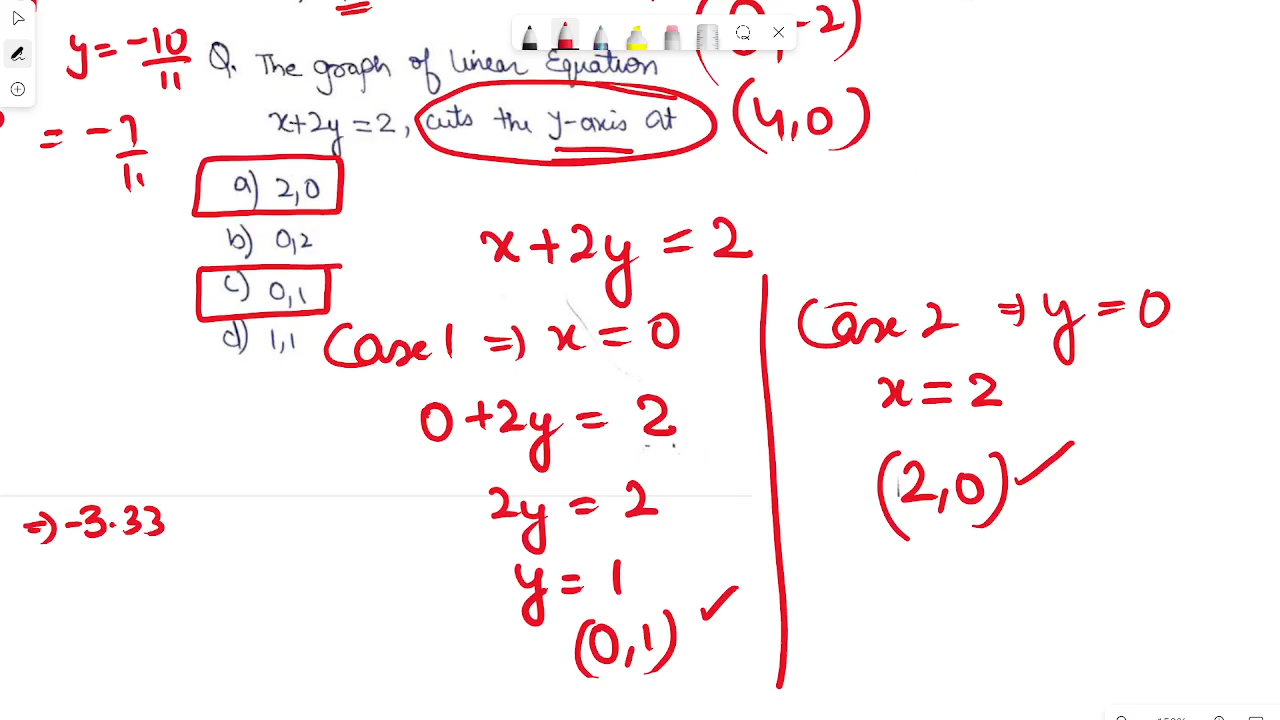 y = -10/11
= -7/11
(0, -2)
(4,0)
Q. The graph of linear Equation
x+2y = 2, cuts the y-axis at
a) 2,0
b) 0,2
c) 0,1
d) 1,1
x+2y = 2
Case 1 ⇒ x = 0
0+2y = 2
2y = 2
y = 1
(0,1) ✓
Case 2 ⇒ y = 0
x = 2
(2,0) ✓
⇒ -3.33